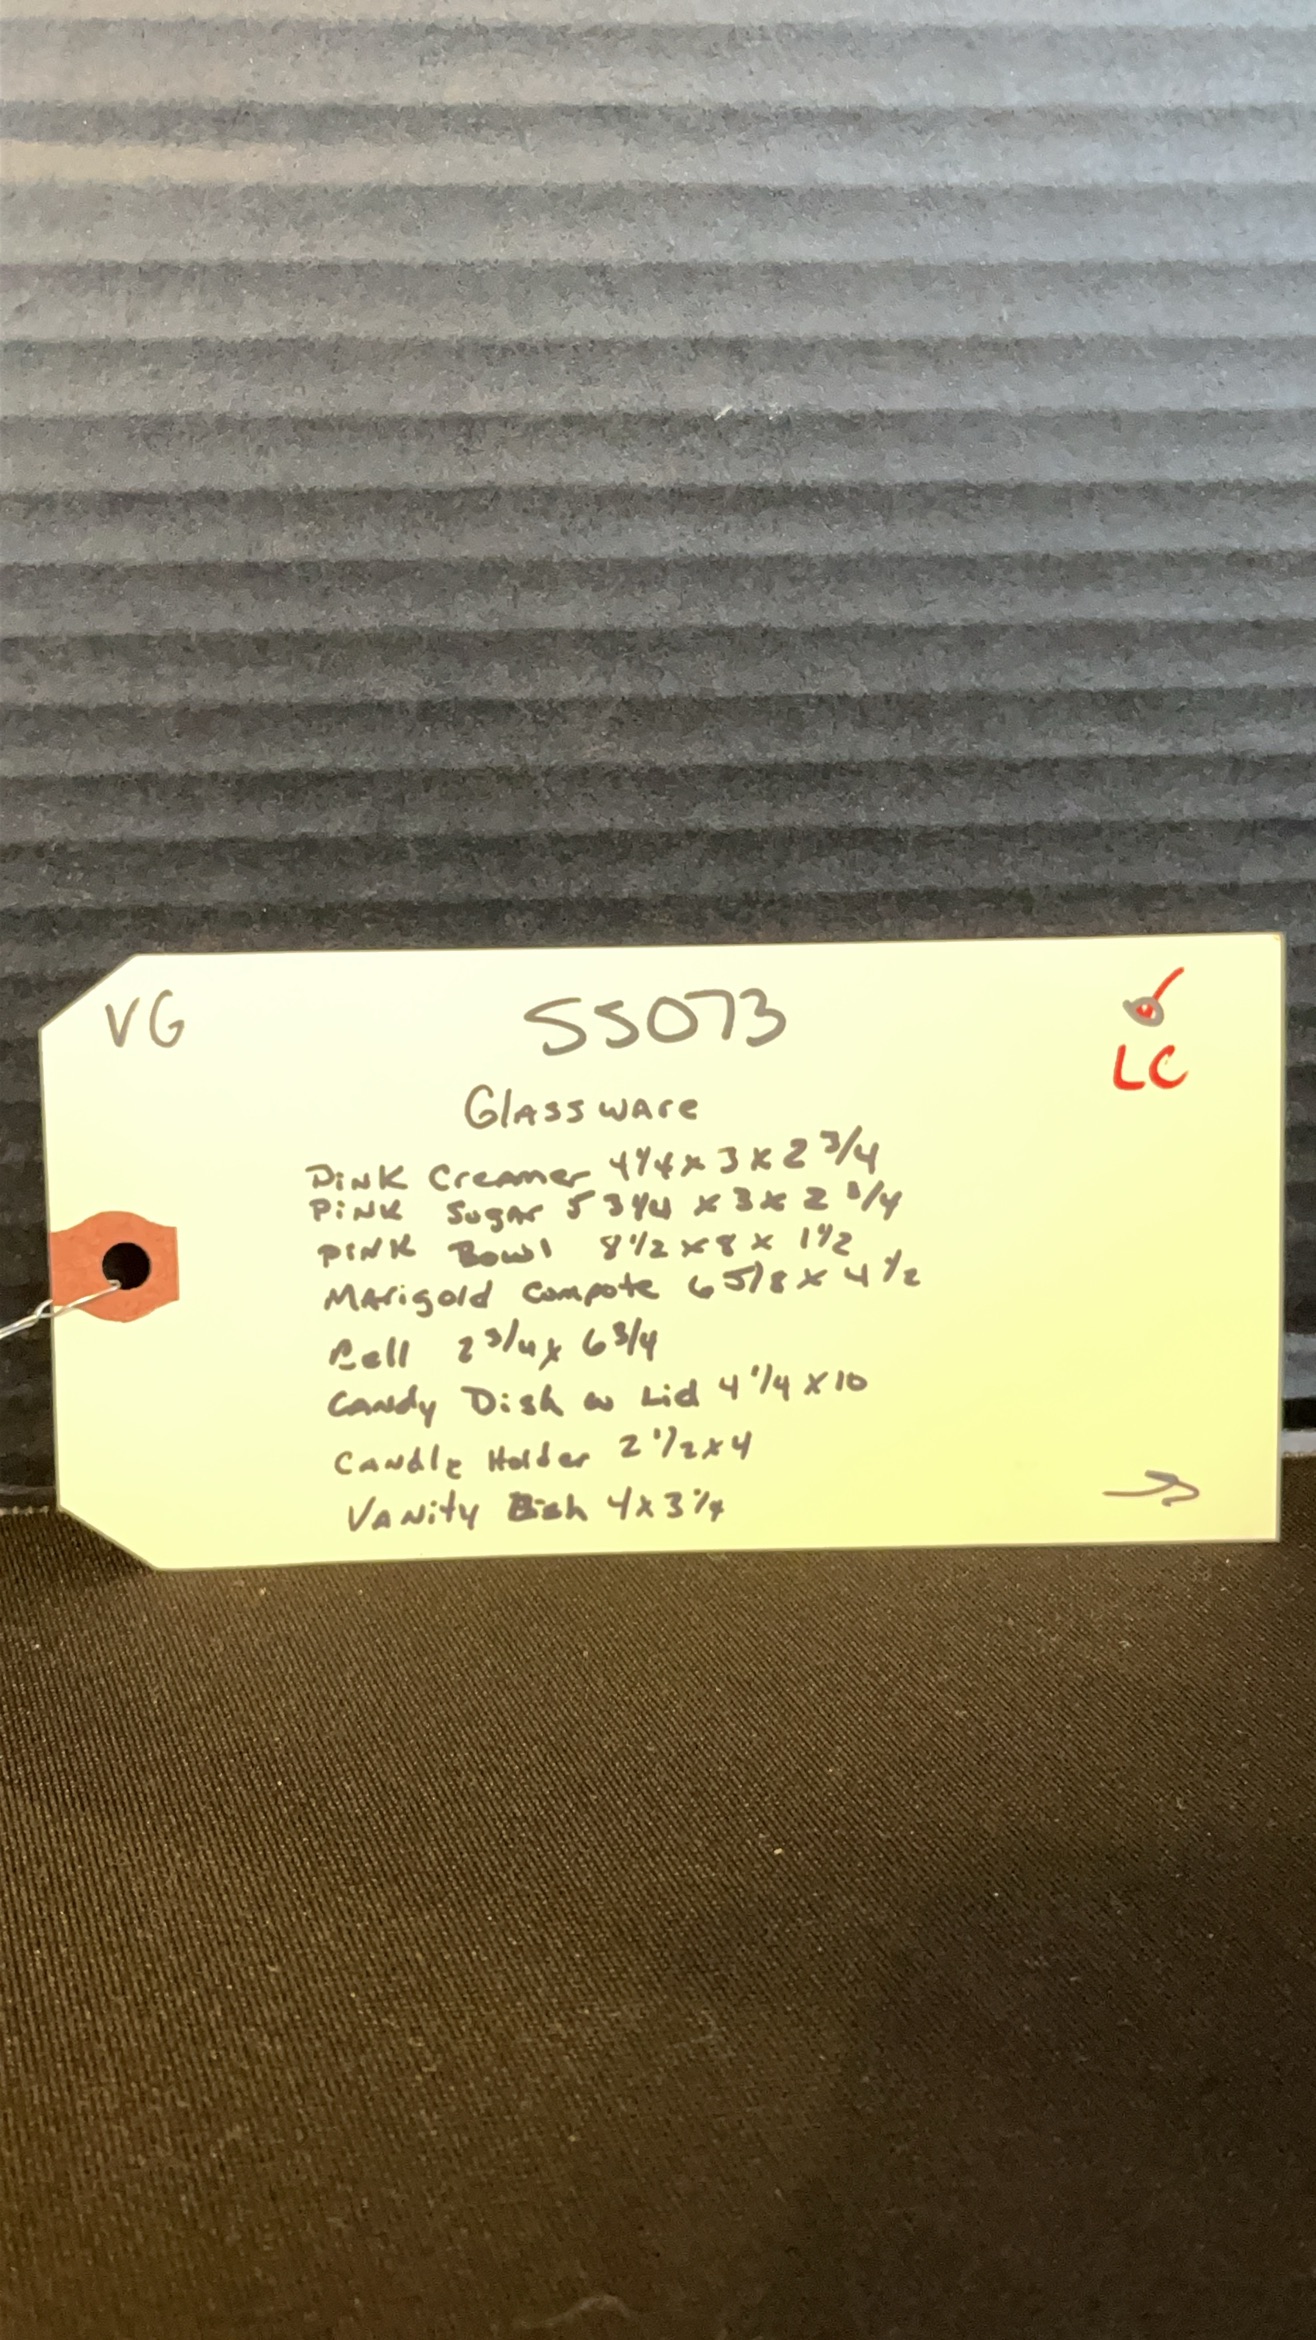 VG
55073
LC
Glassware
Pink Creamer 4 1/4 x 3 x 2 3/4
Pink Sugar 5 3/4 x 3 x 2 3/4
Pink Bowl 8 1/2 x 8 x 1 1/2
Marigold Compote 6 5/8 x 4 1/2
Bell 2 3/4 x 6 3/4
Candy Dish w Lid 4 1/4 x 10
Candle Holder 2 1/2 x 4
Vanity Dish 4 x 3 1/4